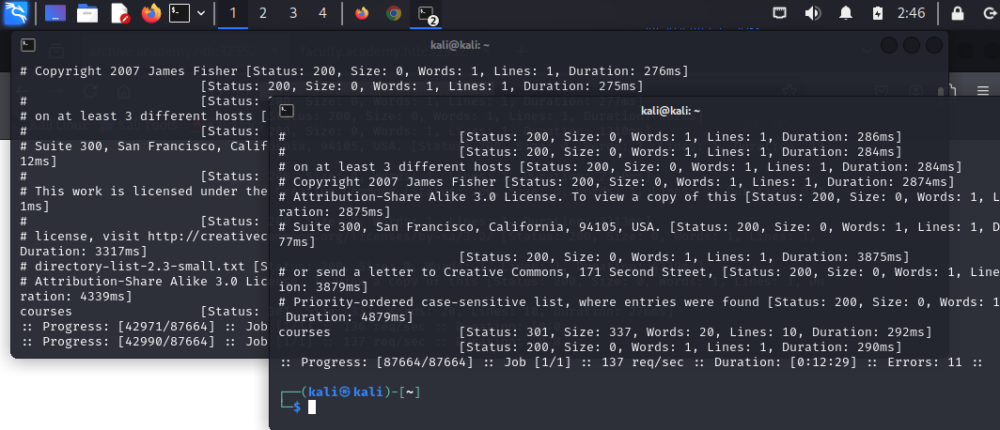 1 2 3 4 2 2:46
kali@kali: ~
# Copyright 2007 James Fisher [Status: 200, Size: 0, Words: 1, Lines: 1, Duration: 276ms]
[Status: 200, Size: 0, Words: 1, Lines: 1, Duration: 275ms]
# [Status:
# on at least 3 different hosts [
# [Status:
# Suite 300, San Francisco, Calif
12ms]
# [Status:
# This work is licensed under the
1ms]
# [Status:
# license, visit http://creativec
Duration: 3317ms]
# directory-list-2.3-small.txt [S
# Attribution-Share Alike 3.0 Lic
ration: 4339ms]
courses [Status:
:: Progress: [42971/87664] :: Job
:: Progress: [42990/87664] :: Job
kali@kali: ~
# [Status: 200, Size: 0, Words: 1, Lines: 1, Duration: 286ms]
# [Status: 200, Size: 0, Words: 1, Lines: 1, Duration: 284ms]
# on at least 3 different hosts [Status: 200, Size: 0, Words: 1, Lines: 1, Duration: 284ms]
# Copyright 2007 James Fisher [Status: 200, Size: 0, Words: 1, Lines: 1, Duration: 2874ms]
# Attribution-Share Alike 3.0 License. To view a copy of this [Status: 200, Size: 0, Words: 1, L
ration: 2875ms]
# Suite 300, San Francisco, California, 94105, USA. [Status: 200, Size: 0, Words: 1, Lines: 1, D
77ms]
[Status: 200, Size: 0, Words: 1, Lines: 1, Duration: 3875ms]
# or send a letter to Creative Commons, 171 Second Street, [Status: 200, Size: 0, Words: 1, Line
ion: 3879ms]
# Priority-ordered case-sensitive list, where entries were found [Status: 200, Size: 0, Words: 1
Duration: 4879ms]
courses [Status: 301, Size: 337, Words: 20, Lines: 10, Duration: 292ms]
[Status: 200, Size: 0, Words: 1, Lines: 1, Duration: 290ms]
:: Progress: [87664/87664] :: Job [1/1] :: 137 req/sec :: Duration: [0:12:29] :: Errors: 11 ::
┌──(kali㉿kali)-[~]
└─$